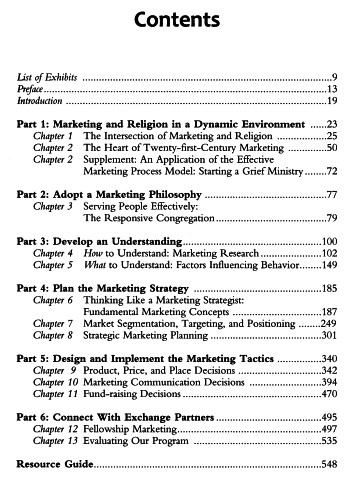 Contents
List of Exhibits ..........9
Preface..........13
Introduction ..........19
Part 1: Marketing and Religion in a Dynamic Environment ......23
Chapter 1 The Intersection of Marketing and Religion ..........25
Chapter 2 The Heart of Twenty-first-Century Marketing ..........50
Chapter 2 Supplement: An Application of the Effective
Marketing Process Model: Starting a Grief Ministry........72
Part 2: Adopt a Marketing Philosophy ..........77
Chapter 3 Serving People Effectively:
The Responsive Congregation..........79
Part 3: Develop an Understanding..........100
Chapter 4 How to Understand: Marketing Research..........102
Chapter 5 What to Understand: Factors Influencing Behavior........149
Part 4: Plan the Marketing Strategy ..........185
Chapter 6 Thinking Like a Marketing Strategist:
Fundamental Marketing Concepts ..........187
Chapter 7 Market Segmentation, Targeting, and Positioning ........249
Chapter 8 Strategic Marketing Planning ..........301
Part 5: Design and Implement the Marketing Tactics ..........340
Chapter 9 Product, Price, and Place Decisions ..........342
Chapter 10 Marketing Communication Decisions ..........394
Chapter 11 Fund-raising Decisions..........470
Part 6: Connect With Exchange Partners..........495
Chapter 12 Fellowship Marketing..........497
Chapter 13 Evaluating Our Program ..........535
Resource Guide..........548